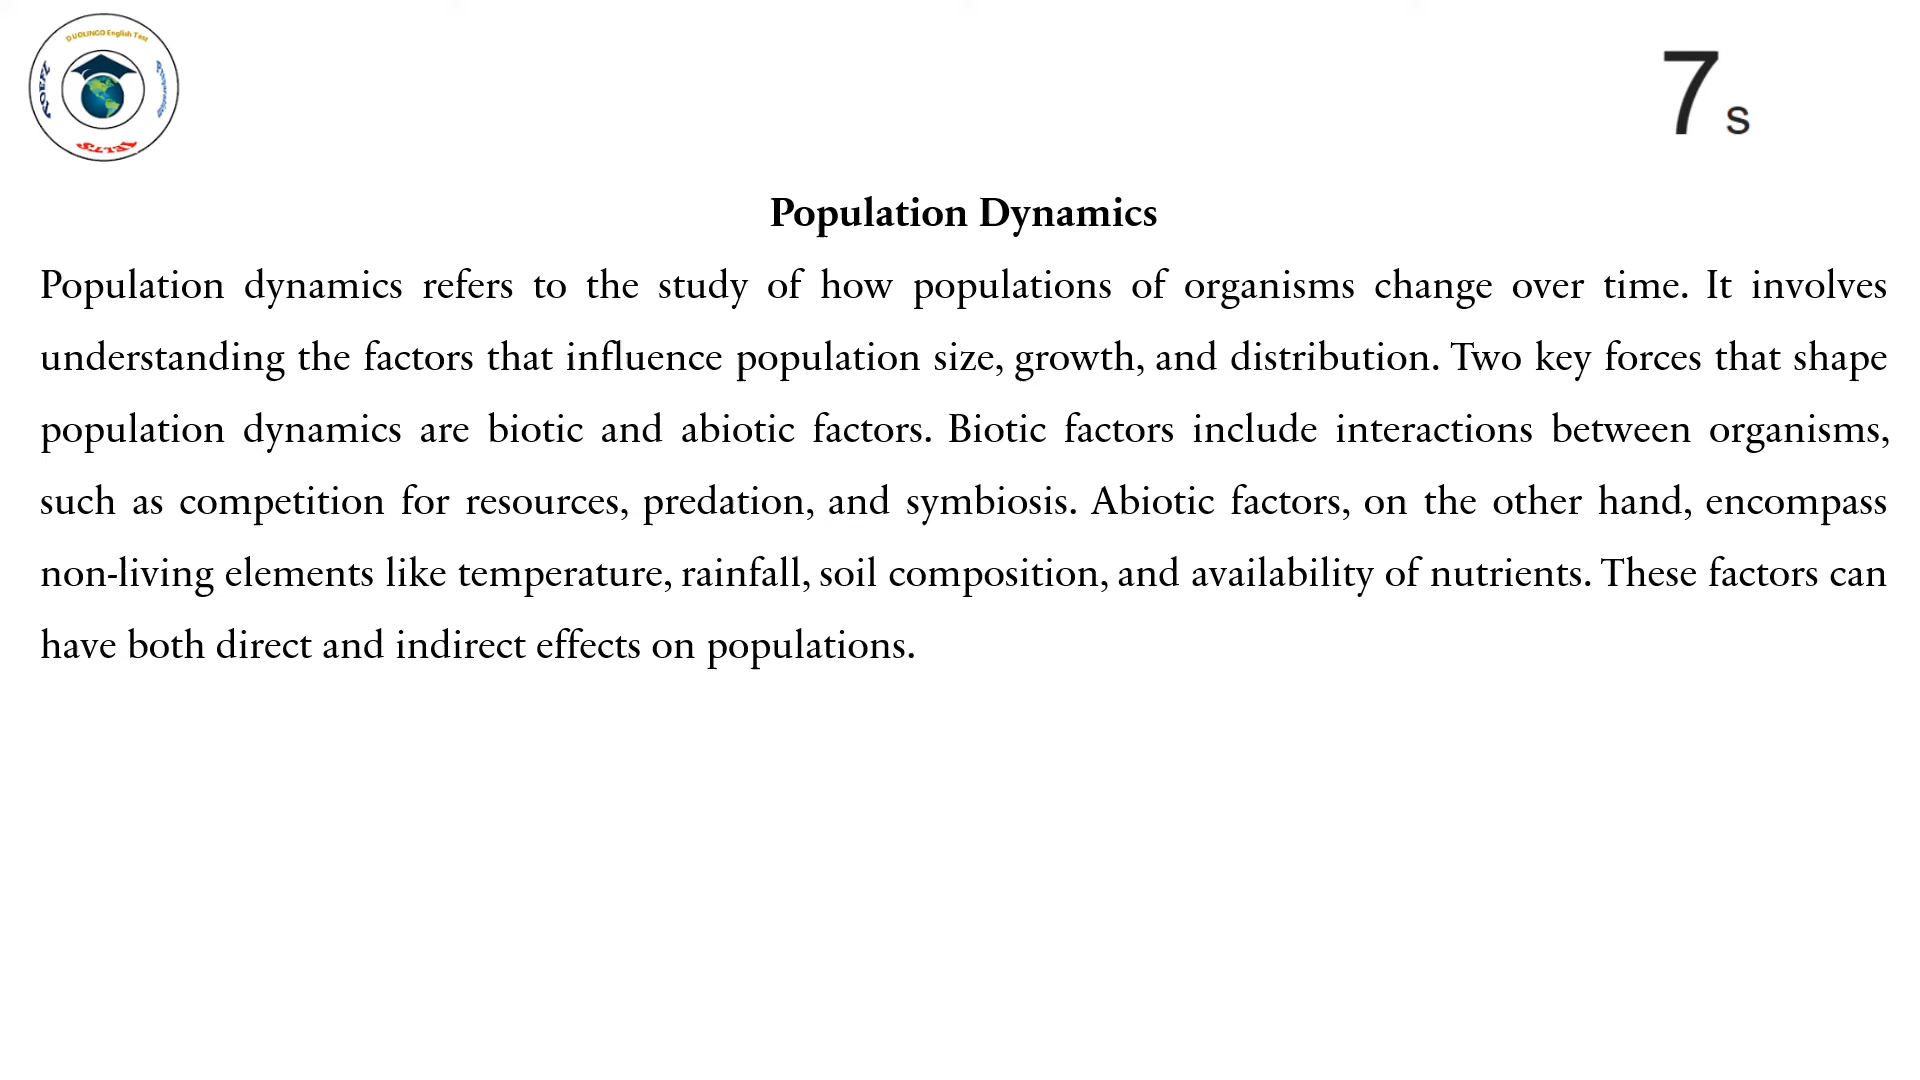 DUOLINGO English Test
IELTS
7s
Population Dynamics
Population dynamics refers to the study of how populations of organisms change over time. It involves
understanding the factors that influence population size, growth, and distribution. Two key forces that shape
population dynamics are biotic and abiotic factors. Biotic factors include interactions between organisms,
such as competition for resources, predation, and symbiosis. Abiotic factors, on the other hand, encompass
non-living elements like temperature, rainfall, soil composition, and availability of nutrients. These factors can
have both direct and indirect effects on populations.